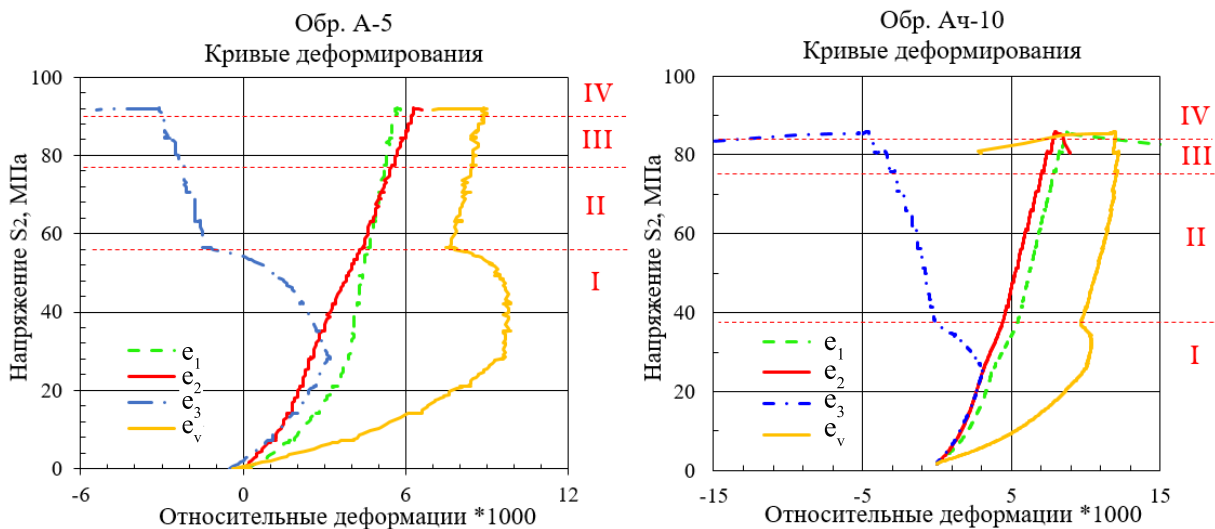 Обр. А-5
Кривые деформирования
Напряжение S2, МПа
100
80
60
40
20
0
-6
0
6
12
Относительные деформации *1000
e1
e2
e3
ev
IV
III
II
I
Обр. Ач-10
Кривые деформирования
Напряжение S2, МПа
100
80
60
40
20
0
-15
-5
5
15
Относительные деформации *1000
e1
e2
e3
ev
IV
III
II
I